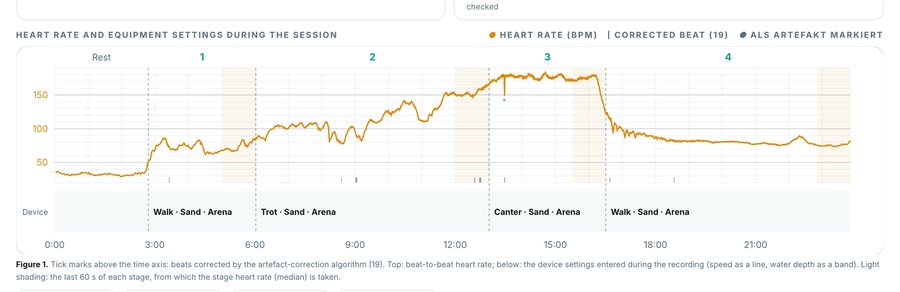 checked
HEART RATE AND EQUIPMENT SETTINGS DURING THE SESSION
HEART RATE (BPM) | CORRECTED BEAT (19) ALS ARTEFAKT MARKIERT
Rest 1 2 3 4
150
100
50
Device Walk · Sand · Arena Trot · Sand · Arena Canter · Sand · Arena Walk · Sand · Arena
0:00 3:00 6:00 9:00 12:00 15:00 18:00 21:00
Figure 1. Tick marks above the time axis: beats corrected by the artefact-correction algorithm (19). Top: beat-to-beat heart rate; below: the device settings entered during the recording (speed as a line, water depth as a band). Light
shading: the last 60 s of each stage, from which the stage heart rate (median) is taken.